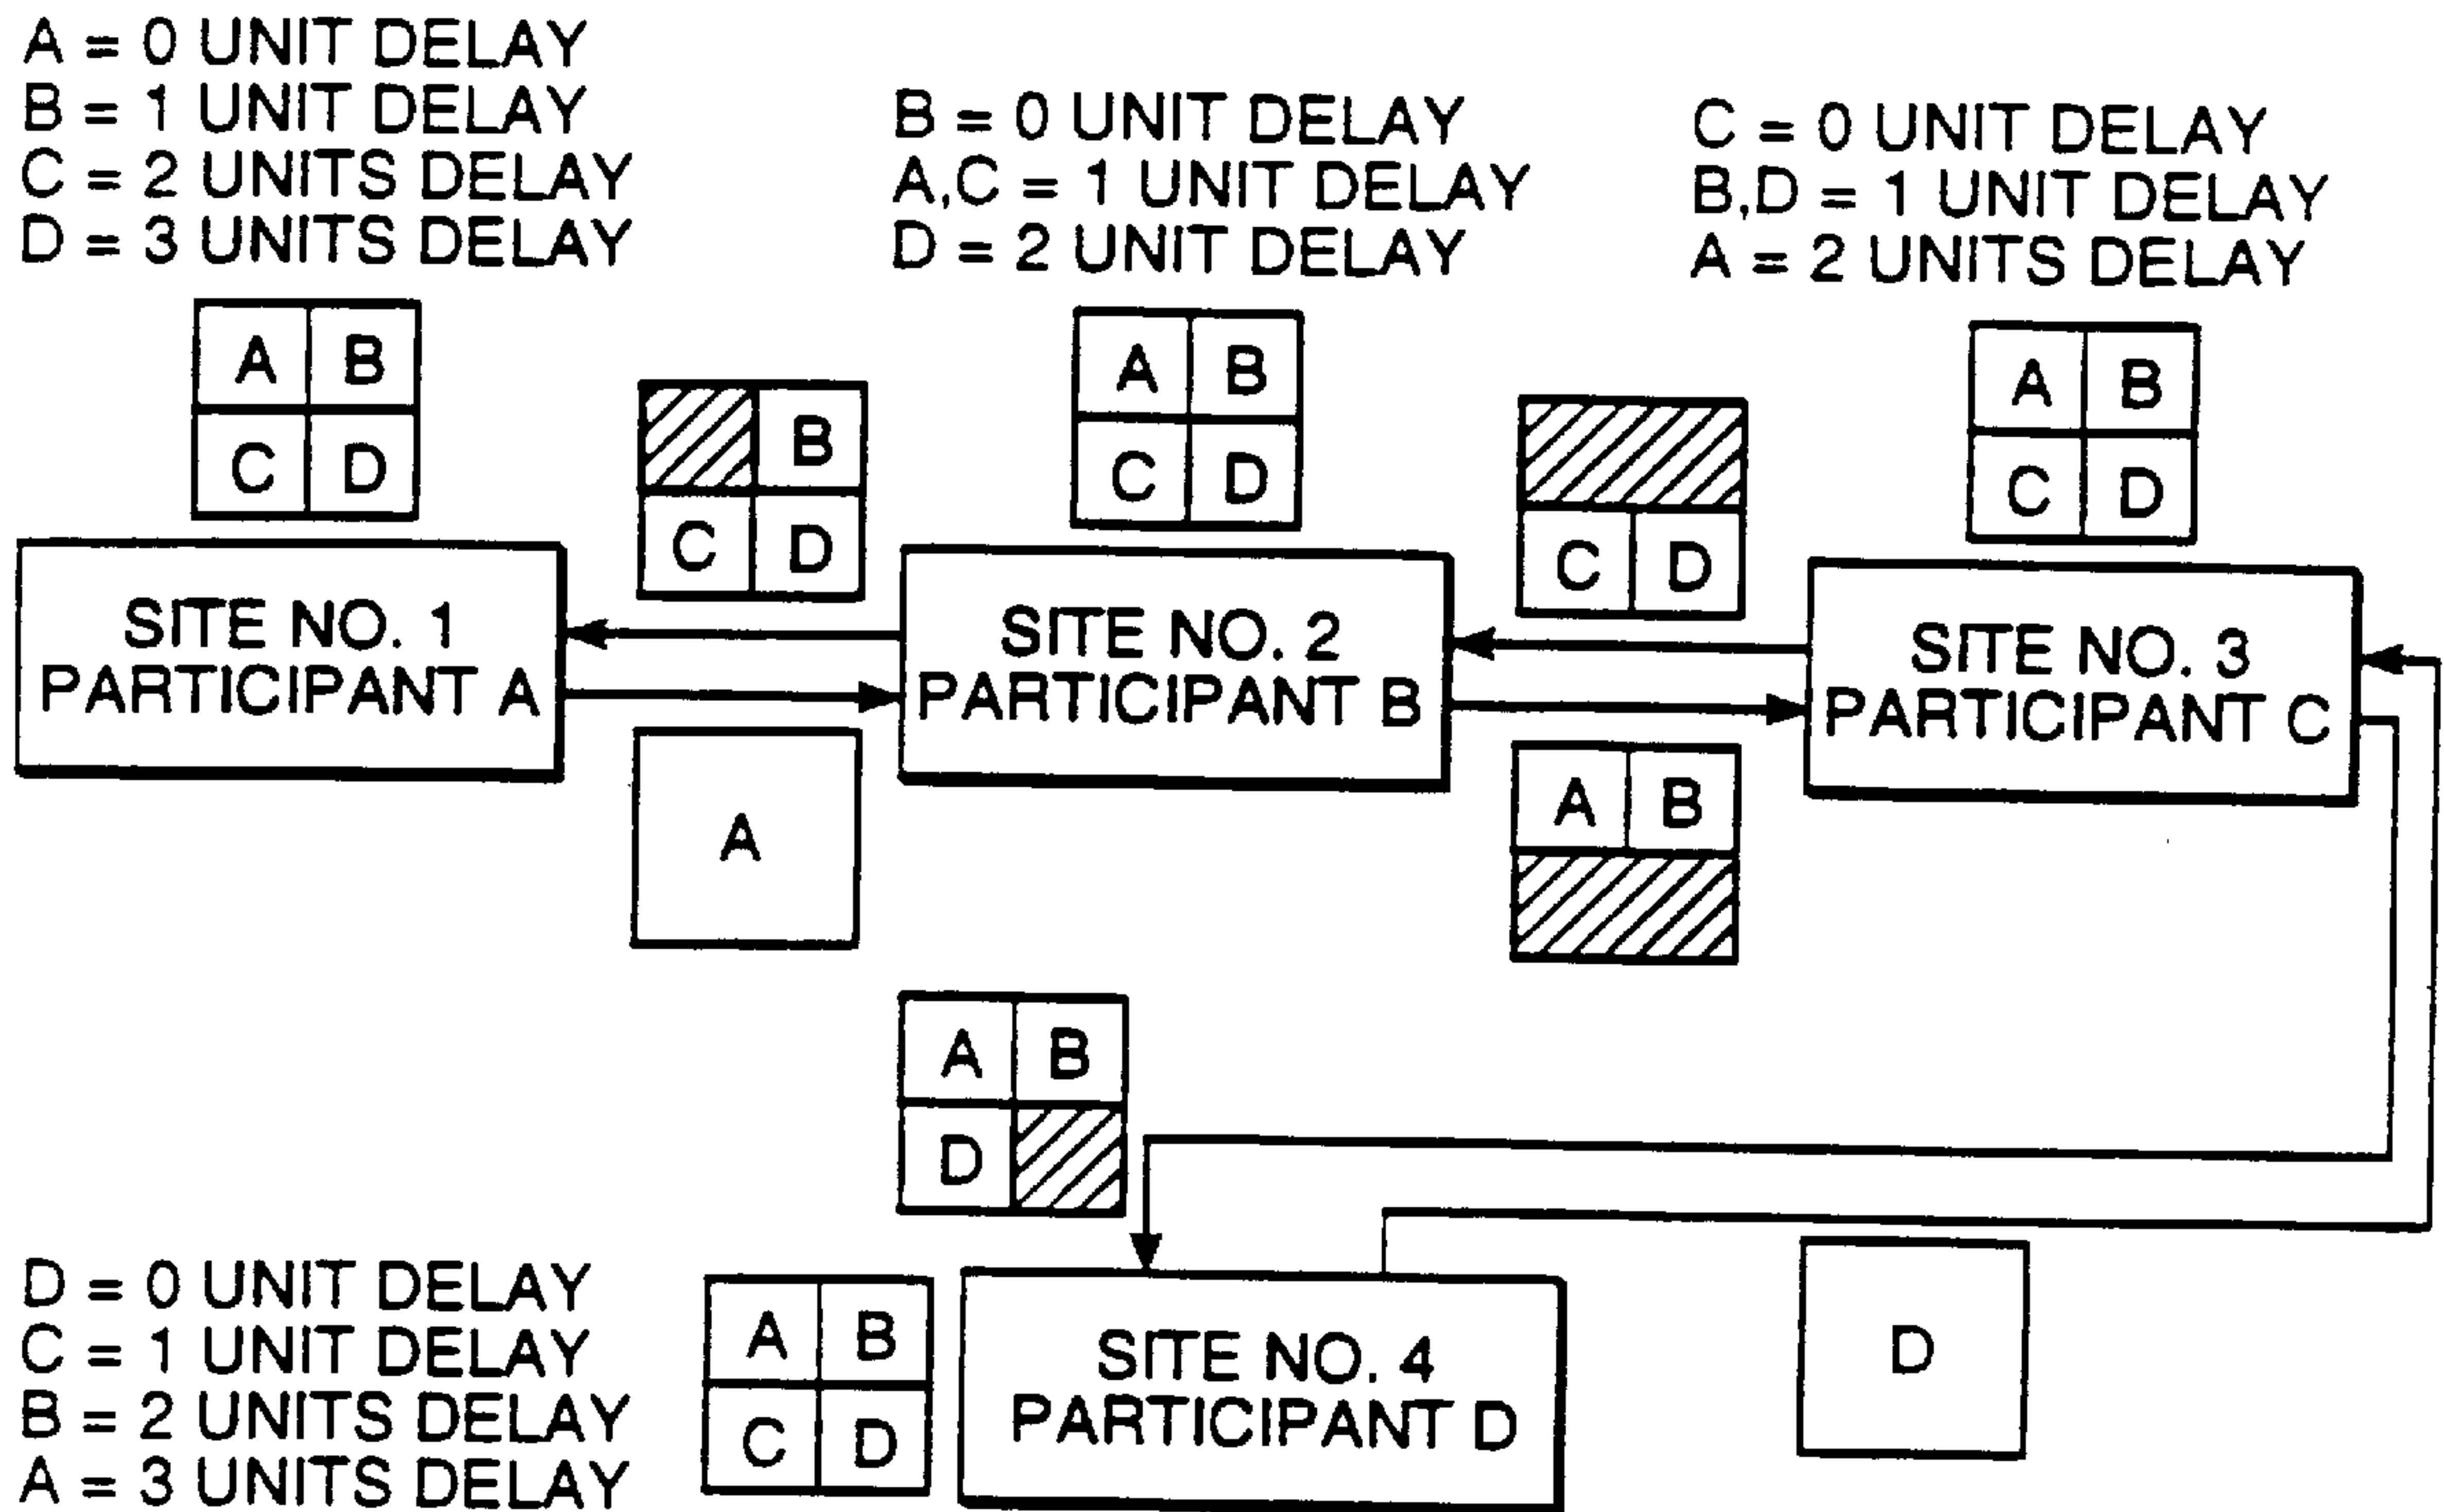 A = 0 UNIT DELAY
B = 1 UNIT DELAY
C = 2 UNITS DELAY
D = 3 UNITS DELAY
B = 0 UNIT DELAY
A,C = 1 UNIT DELAY
D = 2 UNIT DELAY
C = 0 UNIT DELAY
B,D = 1 UNIT DELAY
A = 2 UNITS DELAY
A B
C D
B
C D
A B
C D
C D
A B
C D
SITE NO. 1
PARTICIPANT A
SITE NO. 2
PARTICIPANT B
SITE NO. 3
PARTICIPANT C
A
A B
A B
D
D = 0 UNIT DELAY
C = 1 UNIT DELAY
B = 2 UNITS DELAY
A = 3 UNITS DELAY
A B
C D
SITE NO. 4
PARTICIPANT D
D